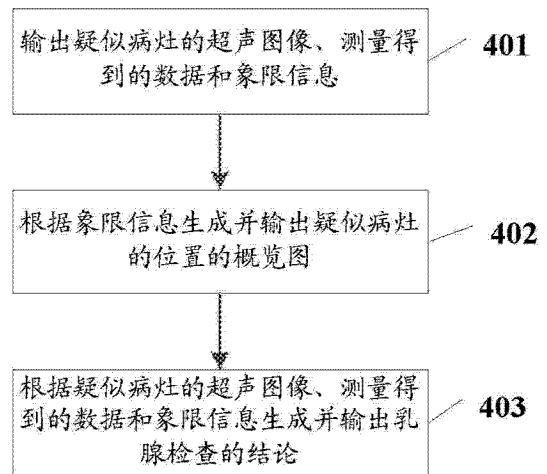 输出疑似病灶的超声图像、测量得
到的数据和象限信息
401
根据象限信息生成并输出疑似病灶
的位置的概览图
402
根据疑似病灶的超声图像、测量得
到的数据和象限信息生成并输出乳
腺检查的结论
403